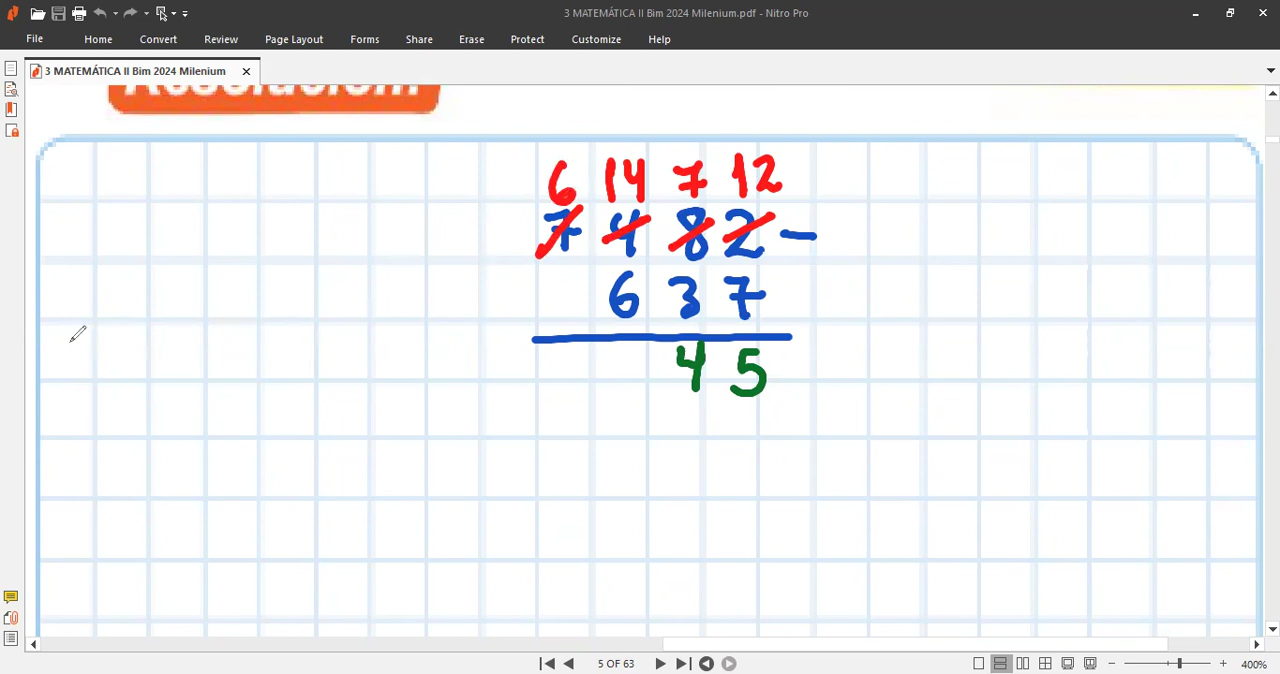 3 MATEMÁTICA II Bim 2024 Milenium.pdf - Nitro Pro
File Home Convert Review Page Layout Forms Share Erase Protect Customize Help
3 MATEMÁTICA II Bim 2024 Milenium
6 14 7 12
7 4 8 2 -
6 3 7
4 5
5 OF 63
400%